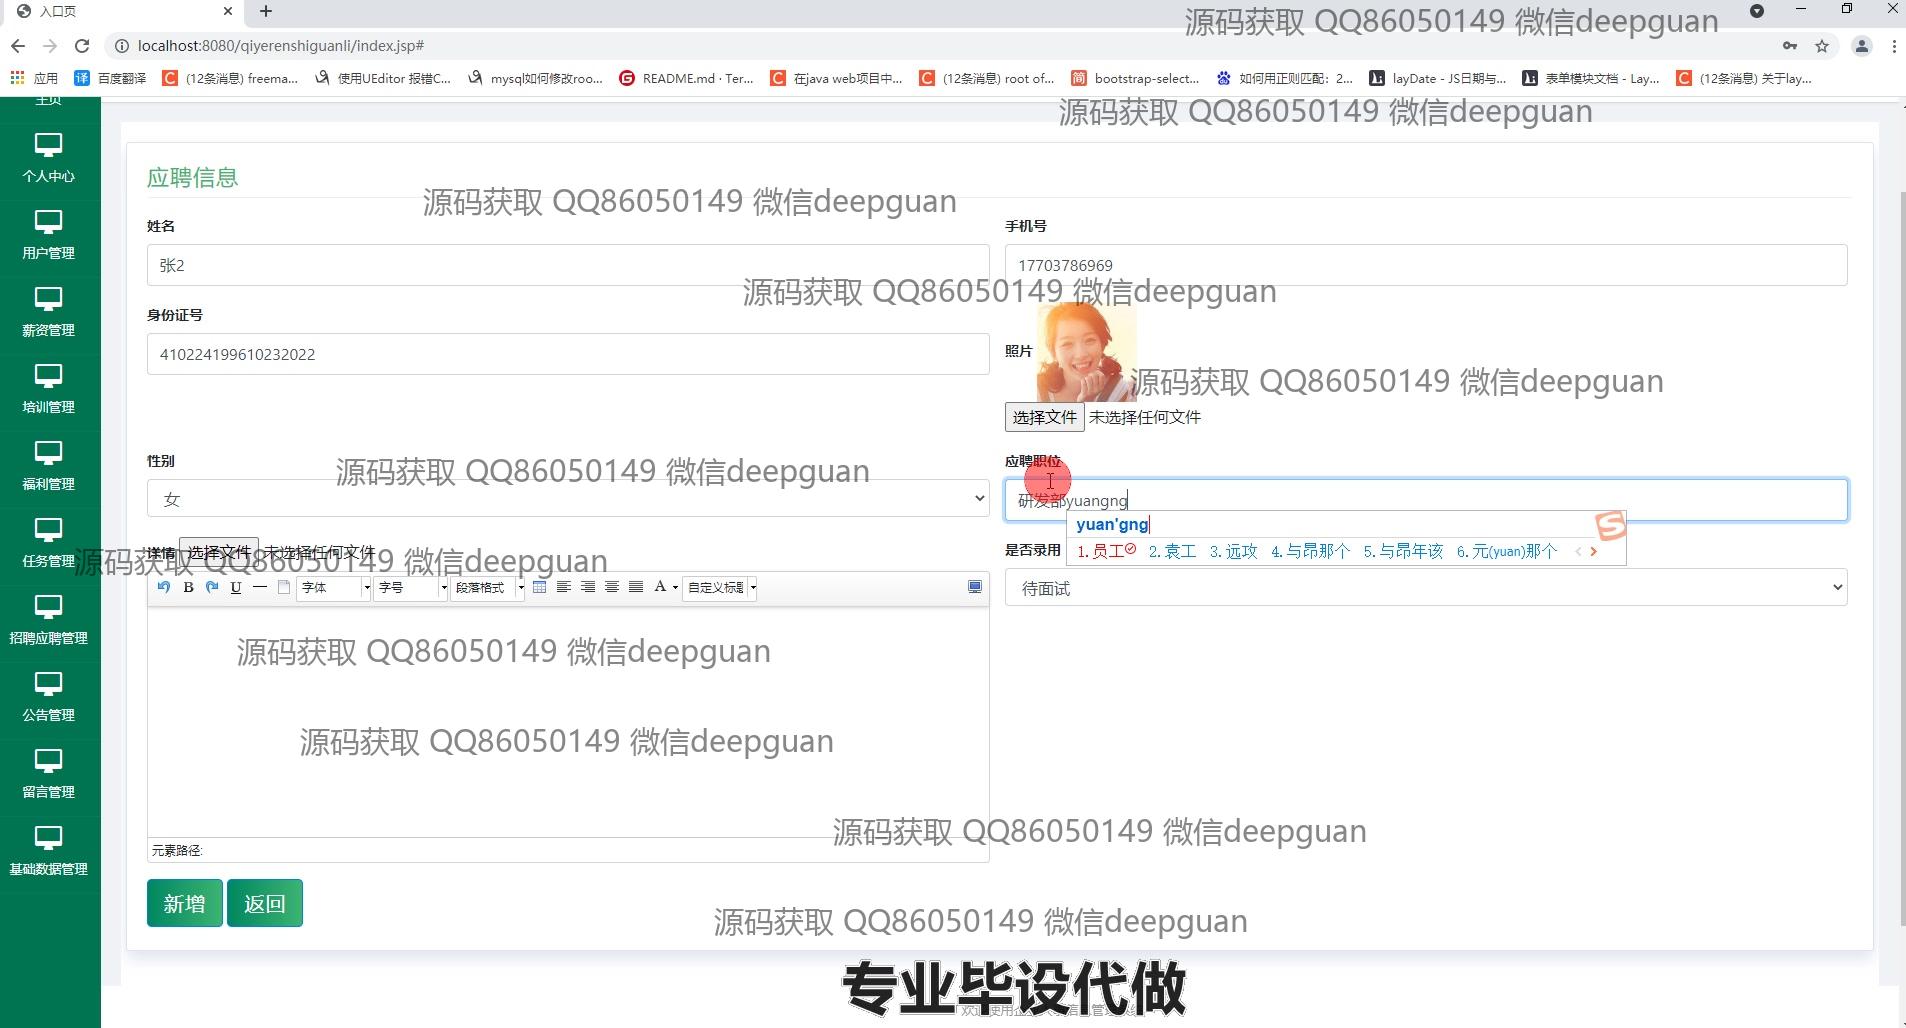 入口页
源码获取 QQ86050149 微信deepguan
localhost:8080/qiyerenshiguanli/index.jsp#
应用 百度翻译 (12条消息) freema... 使用UEditor 报错C... mysql如何修改roo... README.md · Ter... 在java web项目中... (12条消息) root of... bootstrap-select... 如何用正则匹配：2... layDate - JS日期与... 表单模块文档 - Lay... (12条消息) 关于lay...
主页
源码获取 QQ86050149 微信deepguan
个人中心
用户管理
薪资管理
培训管理
福利管理
任务管理
招聘应聘管理
公告管理
留言管理
基础数据管理
应聘信息
源码获取 QQ86050149 微信deepguan
姓名
手机号
张2
17703786969
源码获取 QQ86050149 微信deepguan
身份证号
410224199610232022
照片
源码获取 QQ86050149 微信deepguan
选择文件 未选择任何文件
性别
源码获取 QQ86050149 微信deepguan
应聘职位
女
研发部yuangng
yuan'gng
1.员工 2.袁工 3.远攻 4.与昂那个 5.与昂年该 6.元(yuan)那个
详情 选择文件 未选择任何文件
源码获取 QQ86050149 微信deepguan
是否录用
B U 字体 字号 段落格式 A 自定义标题
待面试
源码获取 QQ86050149 微信deepguan
源码获取 QQ86050149 微信deepguan
源码获取 QQ86050149 微信deepguan
元素路径:
新增 返回
源码获取 QQ86050149 微信deepguan
专业毕设代做